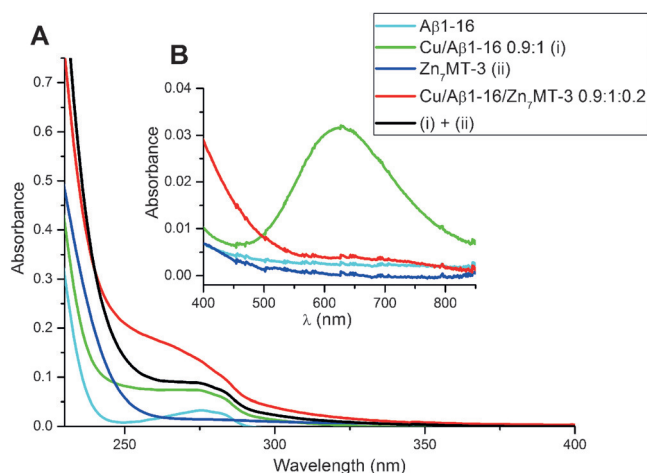 A
Aβ1-16
Cu/Aβ1-16 0.9:1 (i)
Zn₇MT-3 (ii)
Cu/Aβ1-16/Zn₇MT-3 0.9:1:0.2
(i) + (ii)
B
0.04
0.03
0.02
0.01
0.00
Absorbance
400 500 600 700 800
λ (nm)
0.7
0.6
0.5
0.4
0.3
0.2
0.1
0.0
Absorbance
250 300 350 400
Wavelength (nm)